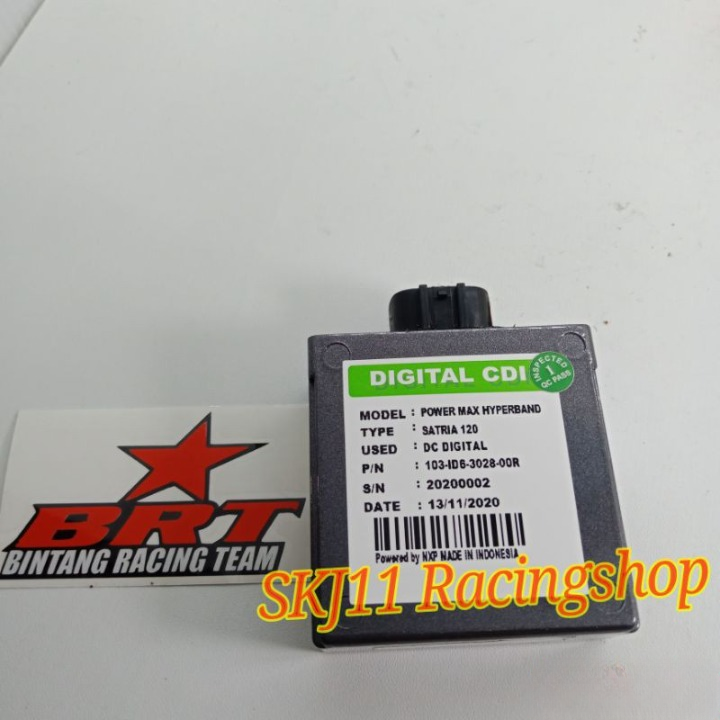 DIGITAL CDI
INSPECTED
1
QC PASS
MODEL : POWER MAX HYPERBAND
TYPE : SATRIA 120
USED : DC DIGITAL
P/N : 103-ID6-3028-00R
S/N : 20200002
DATE : 13/11/2020
Powered by NXP MADE IN INDONESIA
BRT
BINTANG RACING TEAM
SKJ11 Racingshop